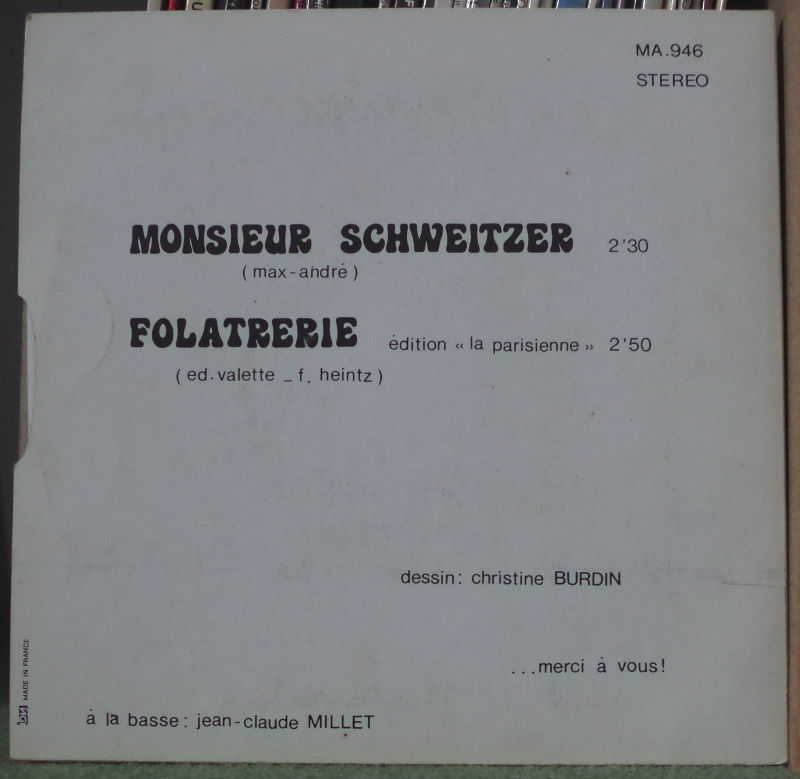 MA.946
STEREO
MONSIEUR SCHWEITZER 2'30
( max-andré )
FOLATRERIE édition « la parisienne » 2'50
( ed. valette _ f. heintz )
dessin: christine BURDIN
...merci à vous!
à la basse: jean-claude MILLET
MADE IN FRANCE